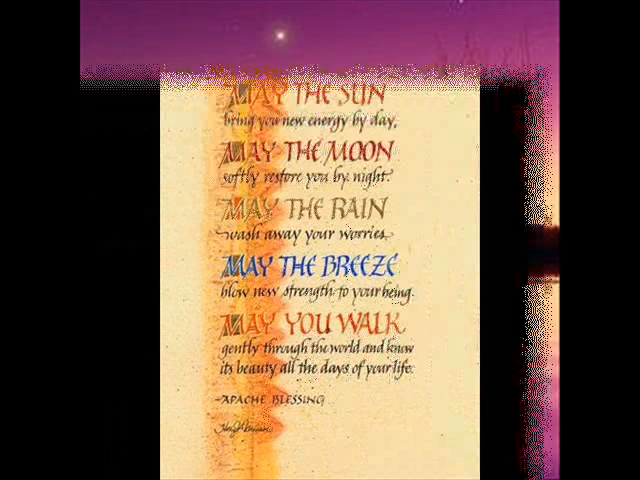 MAY THE SUN
bring you new energy by day,
MAY THE MOON
softly restore you by night.
MAY THE RAIN
wash away your worries,
MAY THE BREEZE
blow new strength to your being.
MAY YOU WALK
gently through the world and know
its beauty all the days of your life.
-APACHE BLESSING